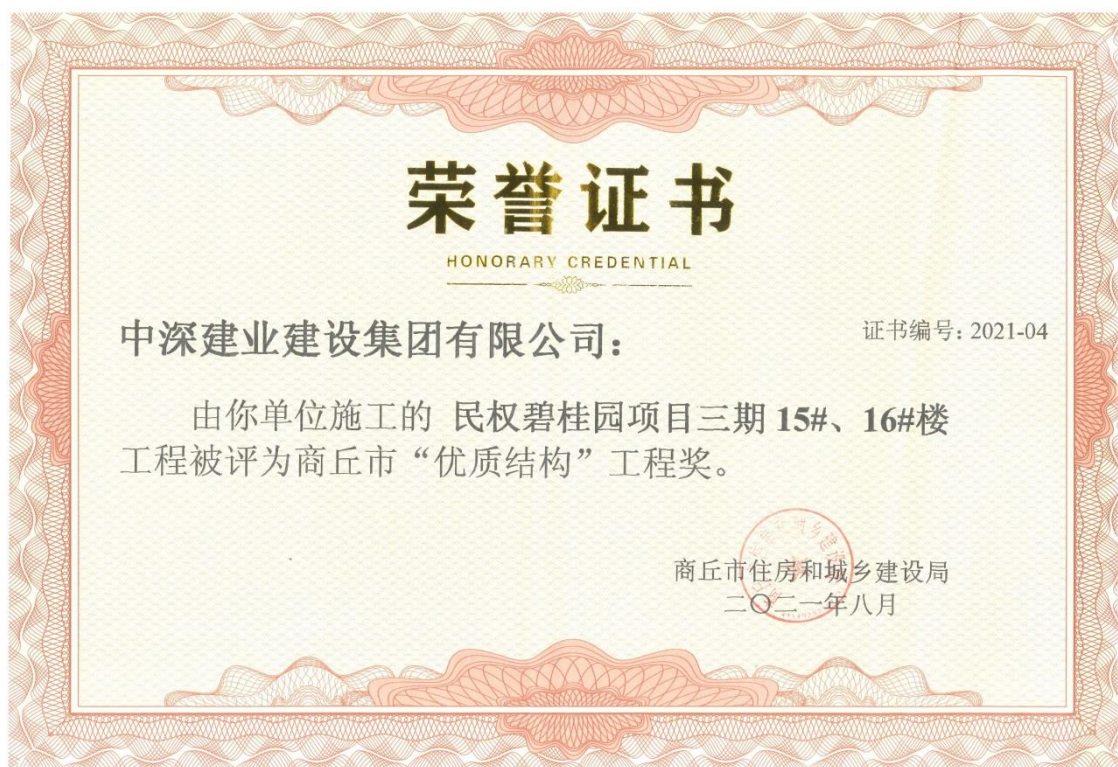 荣誉证书
HONORARY CREDENTIAL
中深建业建设集团有限公司：
证书编号: 2021-04
由你单位施工的 民权碧桂园项目三期 15#、16#楼
工程被评为商丘市“优质结构”工程奖。
商丘市住房和城乡建设局
二〇二一年八月